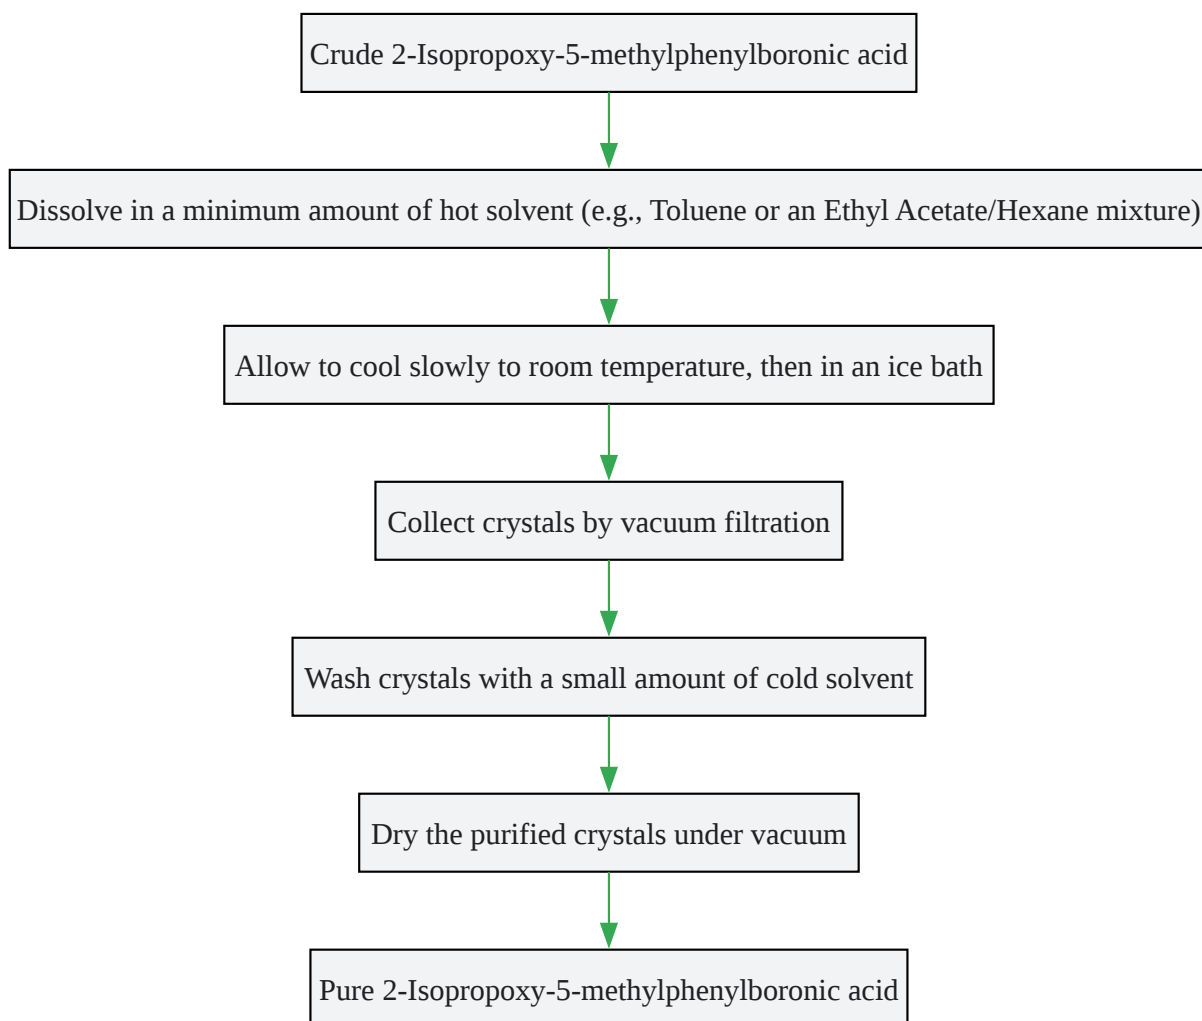 Crude 2-Isopropoxy-5-methylphenylboronic acid
Dissolve in a minimum amount of hot solvent (e.g., Toluene or an Ethyl Acetate/Hexane mixture)
Allow to cool slowly to room temperature, then in an ice bath
Collect crystals by vacuum filtration
Wash crystals with a small amount of cold solvent
Dry the purified crystals under vacuum
Pure 2-Isopropoxy-5-methylphenylboronic acid